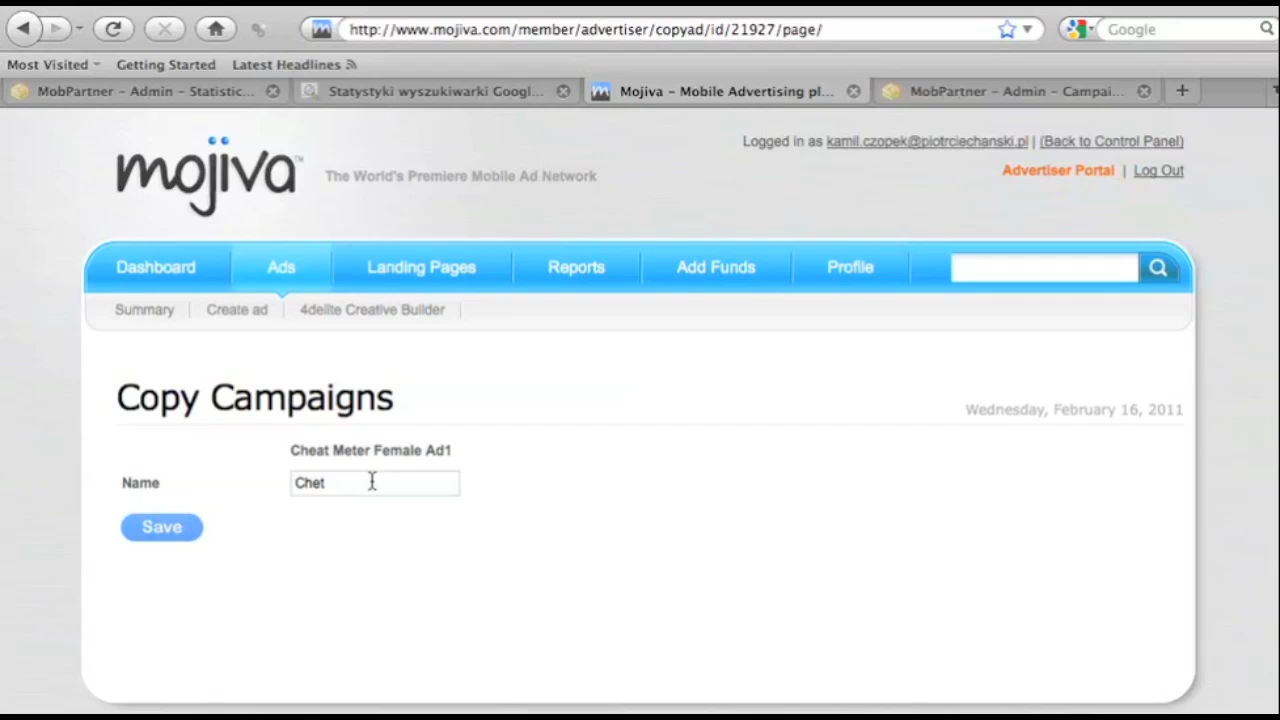 http://www.mojiva.com/member/advertiser/copyad/id/21927/page/
Google
Most Visited Getting Started Latest Headlines
MobPartner - Admin - Statistic...
Statystyki wyszukiwarki Googl...
Mojiva - Mobile Advertising pl...
MobPartner - Admin - Campai...
mojiva™ The World's Premiere Mobile Ad Network
Logged in as kamil.czopek@piotrciechanski.pl | (Back to Control Panel)
Advertiser Portal | Log Out
Dashboard Ads Landing Pages Reports Add Funds Profile
Summary Create ad 4delite Creative Builder
Copy Campaigns
Wednesday, February 16, 2011
Cheat Meter Female Ad1
Name Chet
Save